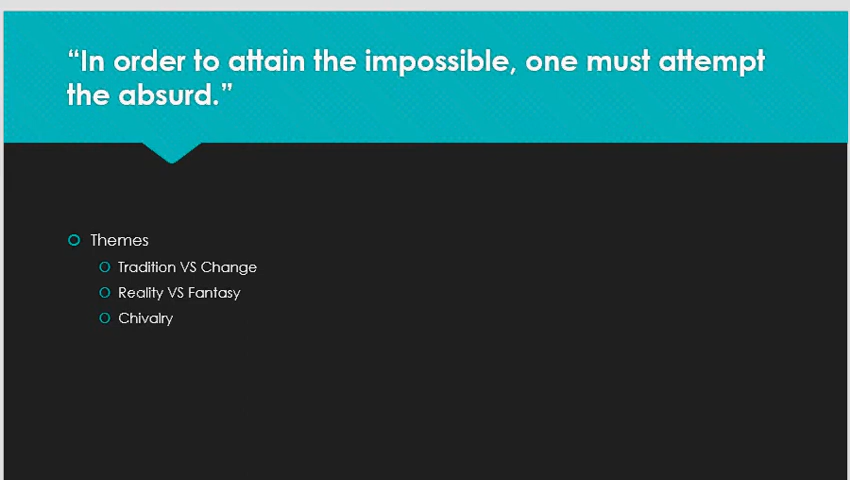 “In order to attain the impossible, one must attempt
the absurd.”
Themes
Tradition VS Change
Reality VS Fantasy
Chivalry